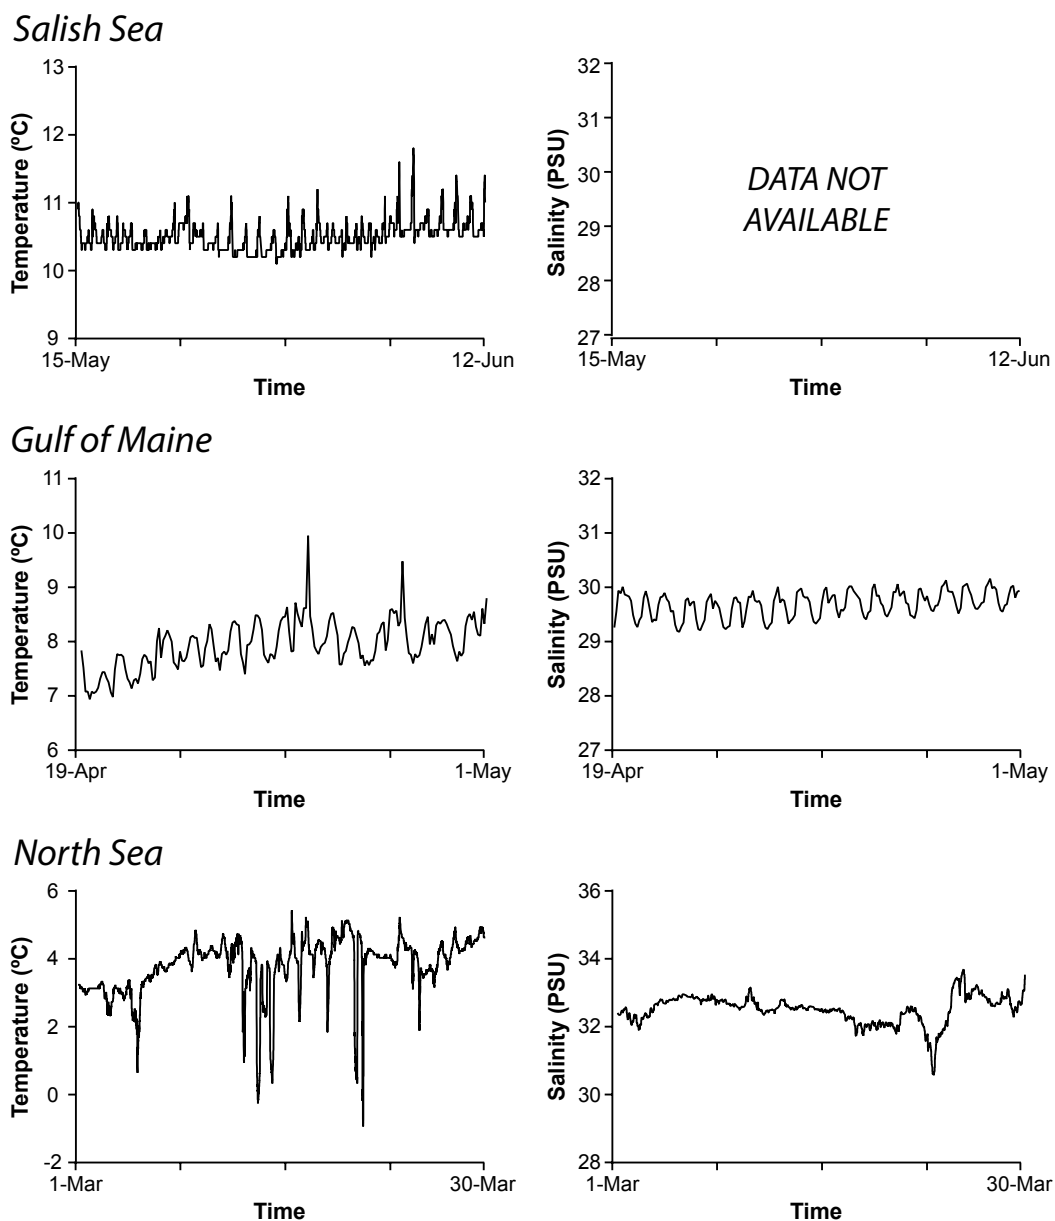 Salish Sea
13
12
11
10
9
Temperature (ºC)
15-May
12-Jun
Time
32
31
30
29
28
27
Salinity (PSU)
DATA NOT
AVAILABLE
15-May
12-Jun
Time
Gulf of Maine
11
10
9
8
7
6
Temperature (ºC)
19-Apr
1-May
Time
32
31
30
29
28
27
Salinity (PSU)
19-Apr
1-May
Time
North Sea
6
4
2
0
-2
Temperature (ºC)
1-Mar
30-Mar
Time
36
34
32
30
28
Salinity (PSU)
1-Mar
30-Mar
Time